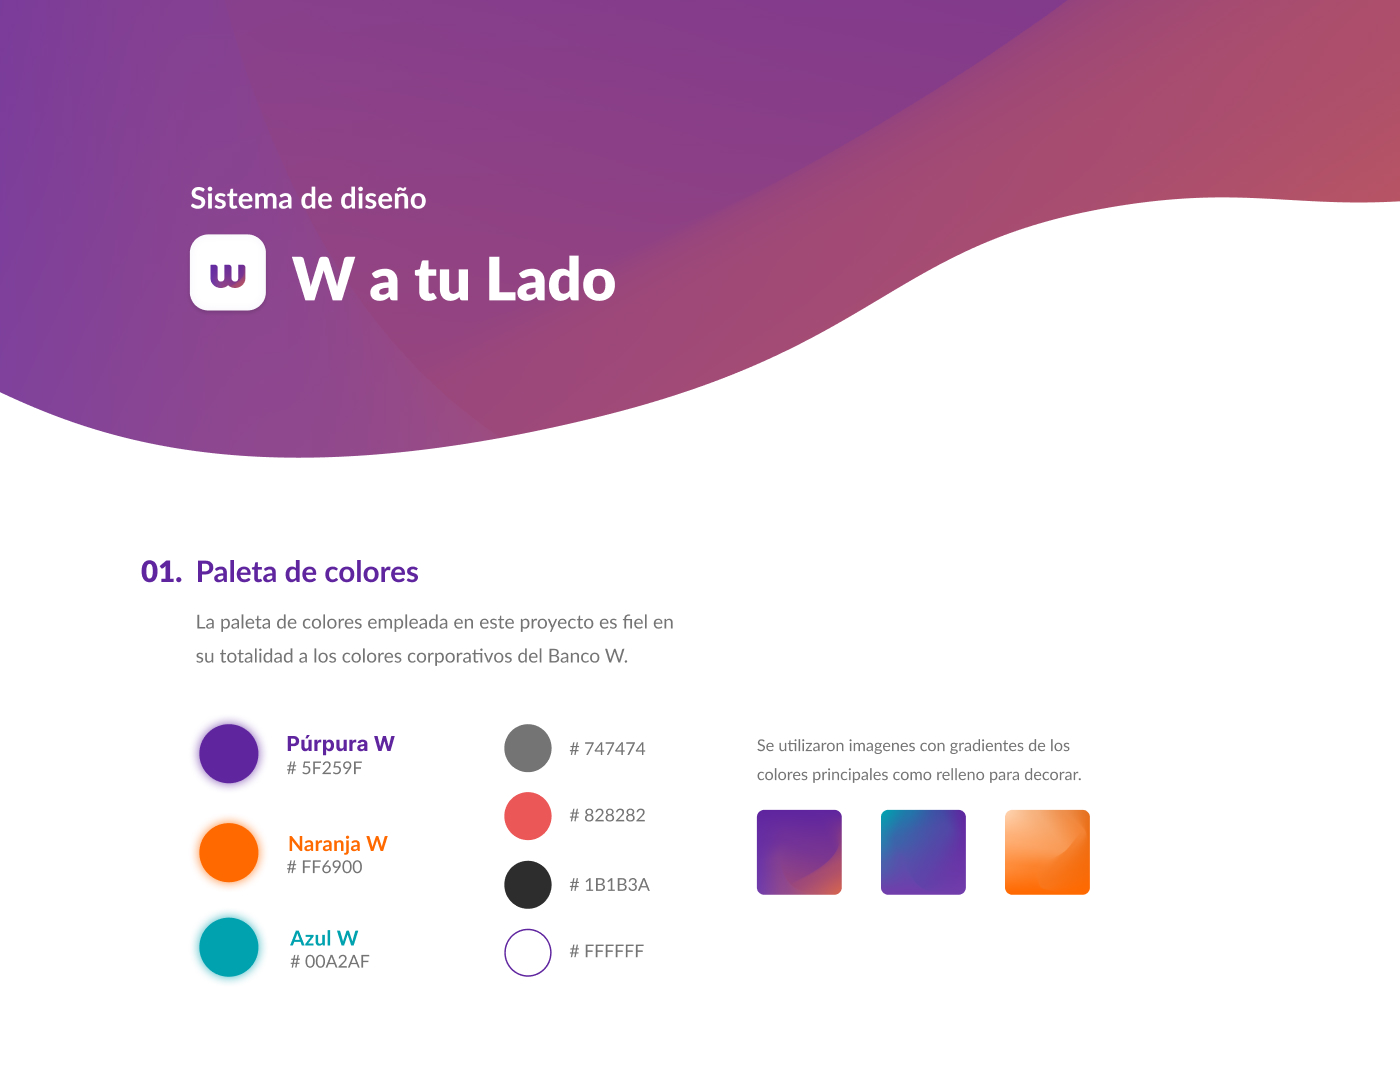 Sistema de diseño
w
W a tu Lado
01. Paleta de colores
La paleta de colores empleada en este proyecto es fiel en
su totalidad a los colores corporativos del Banco W.
Púrpura W
# 5F259F
Naranja W
# FF6900
Azul W
# 00A2AF
# 747474
# 828282
# 1B1B3A
# FFFFFF
Se utilizaron imagenes con gradientes de los
colores principales como relleno para decorar.